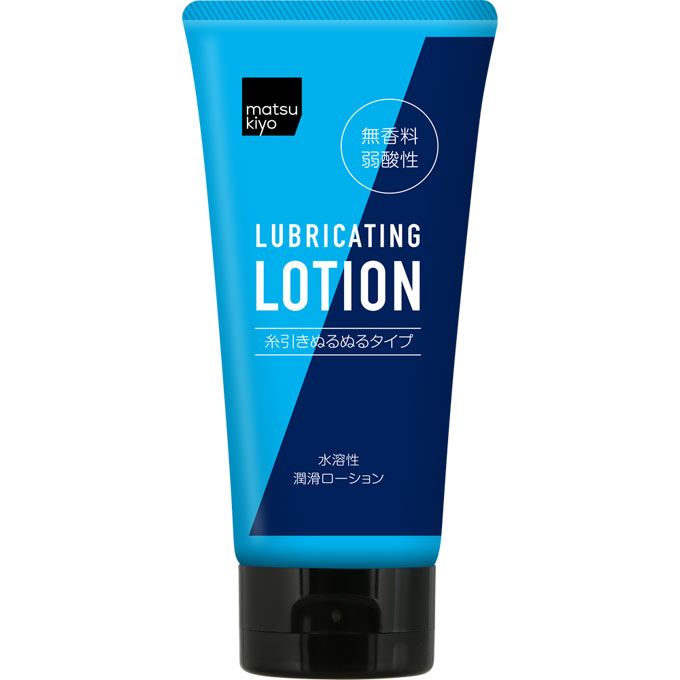 matsu
kiyo
無香料
弱酸性
LUBRICATING
LOTION
糸引きぬるぬるタイプ
水溶性
潤滑ローション